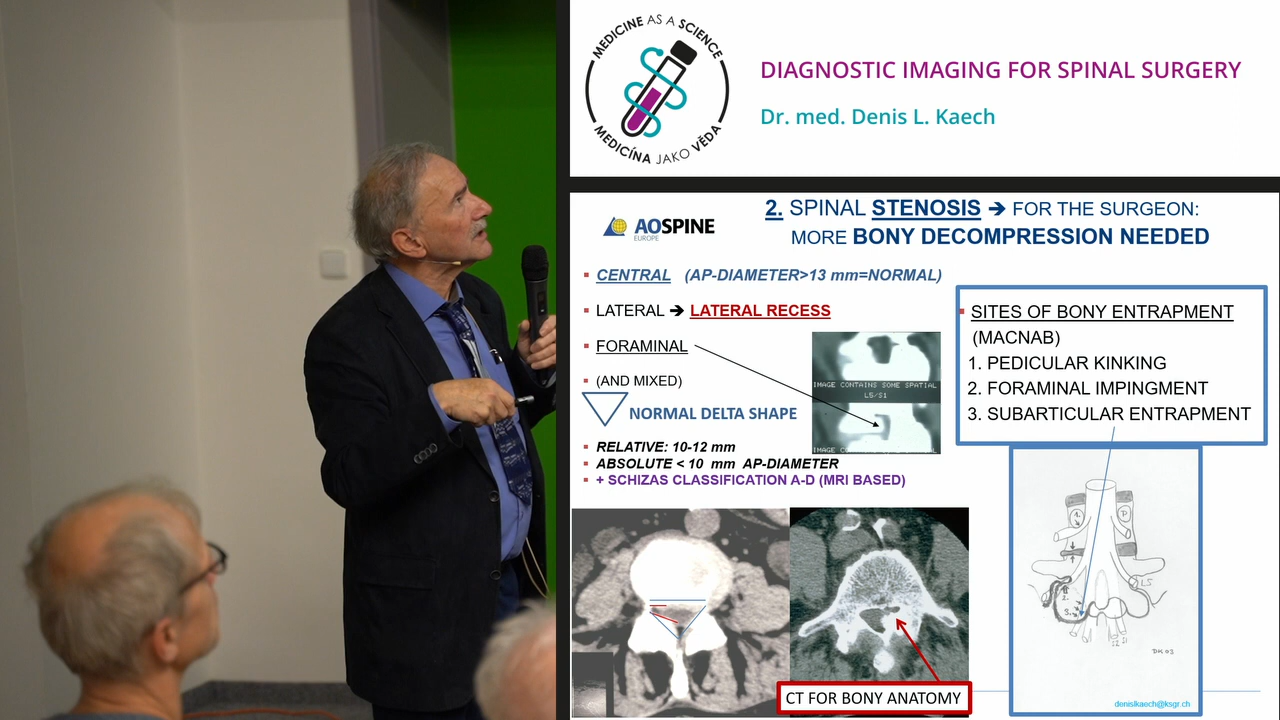 MEDICINE AS A SCIENCE
MEDICÍNA JAKO VĚDA
DIAGNOSTIC IMAGING FOR SPINAL SURGERY
Dr. med. Denis L. Kaech
AOSPINE
EUROPE
2. SPINAL STENOSIS ➔ FOR THE SURGEON:
MORE BONY DECOMPRESSION NEEDED
▪ CENTRAL (AP-DIAMETER>13 mm=NORMAL)
▪ LATERAL ➔ LATERAL RECESS
▪ FORAMINAL
▪ (AND MIXED)
NORMAL DELTA SHAPE
▪ RELATIVE: 10-12 mm
▪ ABSOLUTE < 10 mm AP-DIAMETER
▪ + SCHIZAS CLASSIFICATION A-D (MRI BASED)
IMAGE CONTAINS SOME SPATIAL
L5/S1
▪ SITES OF BONY ENTRAPMENT
(MACNAB)
1. PEDICULAR KINKING
2. FORAMINAL IMPINGMENT
3. SUBARTICULAR ENTRAPMENT
P
L5
2.
3.
DK 03
denislkaech@ksgr.ch
CT FOR BONY ANATOMY